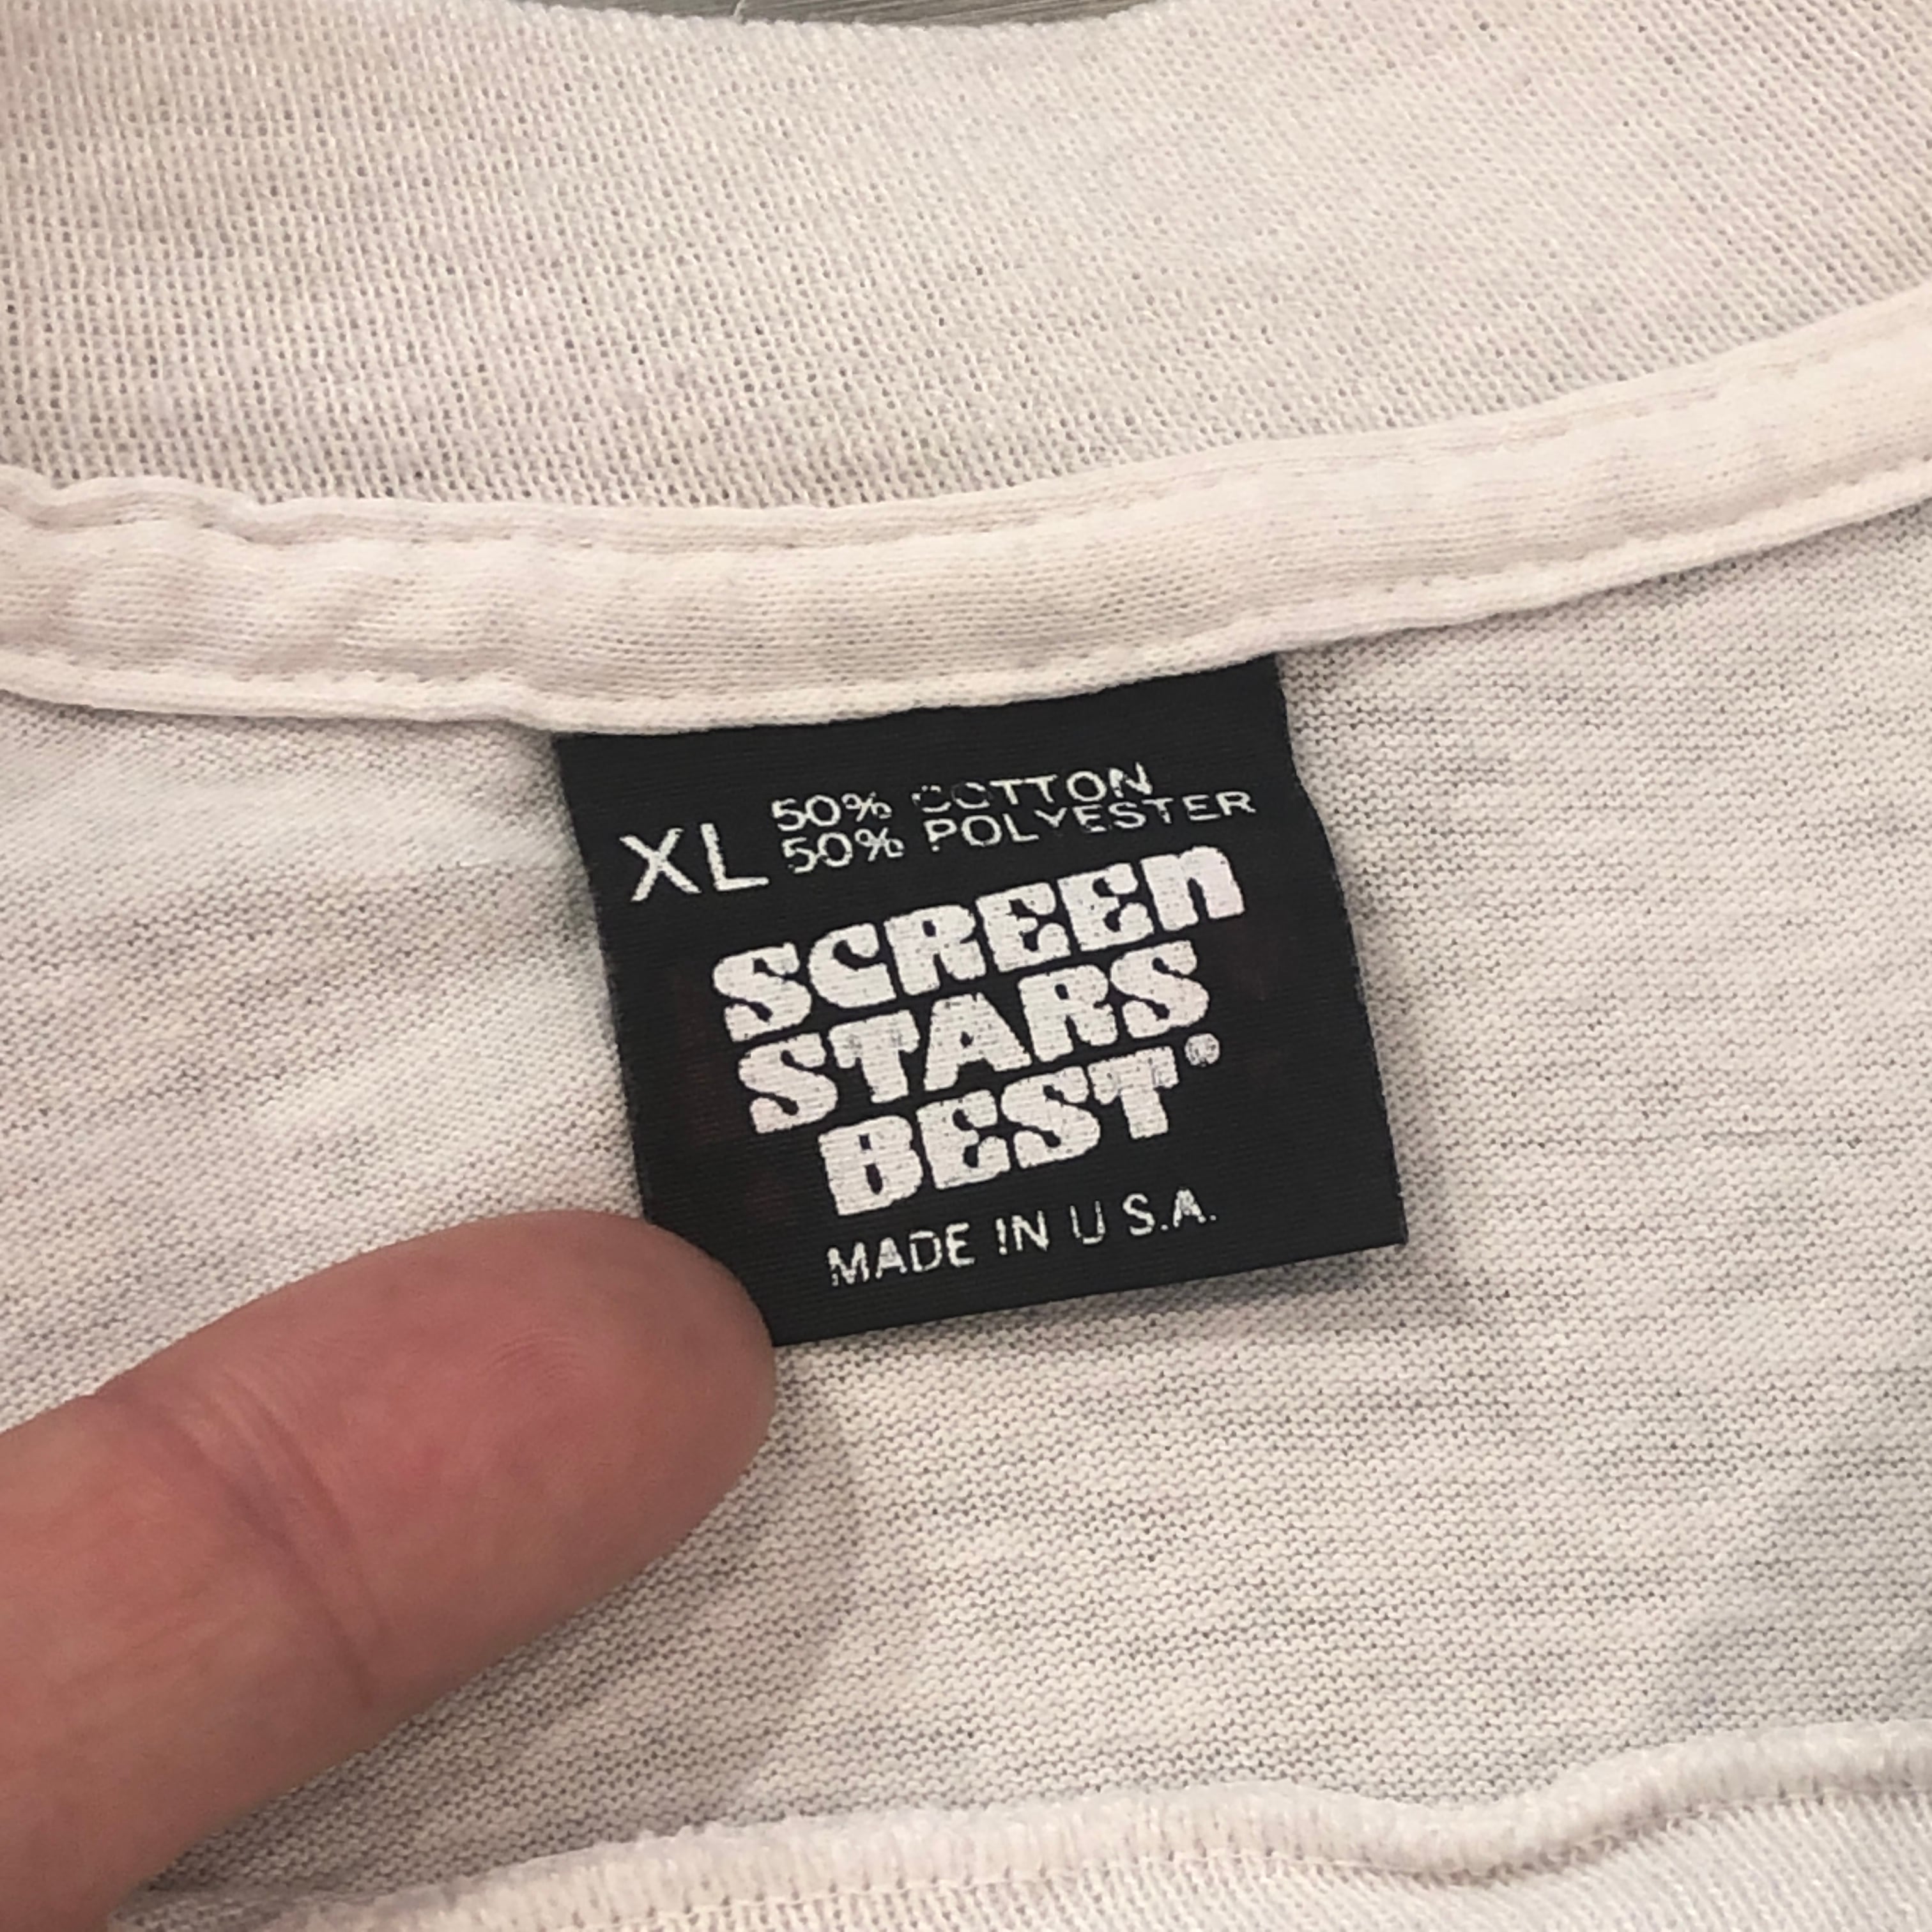 XL 50% COTTON
50% POLYESTER
SCREEn
STARS
BEST®
MADE IN U.S.A.